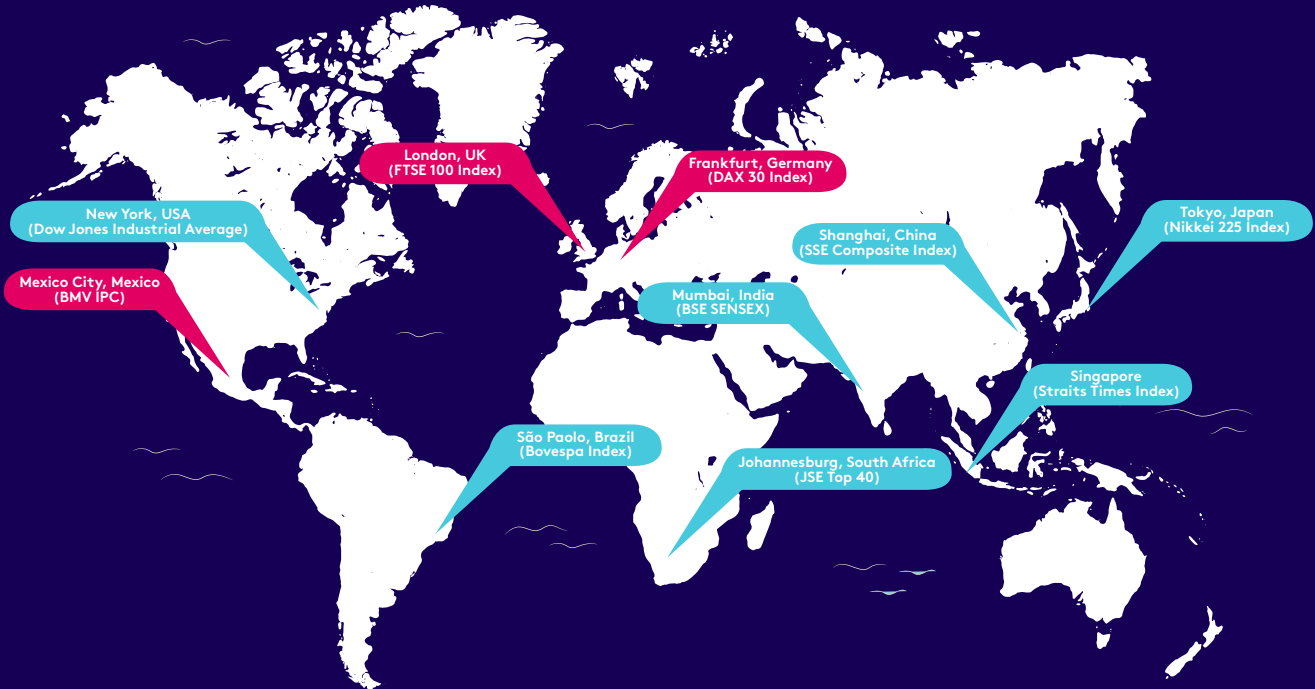 London, UK
(FTSE 100 Index)
Frankfurt, Germany
(DAX 30 Index)
New York, USA
(Dow Jones Industrial Average)
Tokyo, Japan
(Nikkei 225 Index)
Shanghai, China
(SSE Composite Index)
Mexico City, Mexico
(BMV IPC)
Mumbai, India
(BSE SENSEX)
Singapore
(Straits Times Index)
São Paolo, Brazil
(Bovespa Index)
Johannesburg, South Africa
(JSE Top 40)